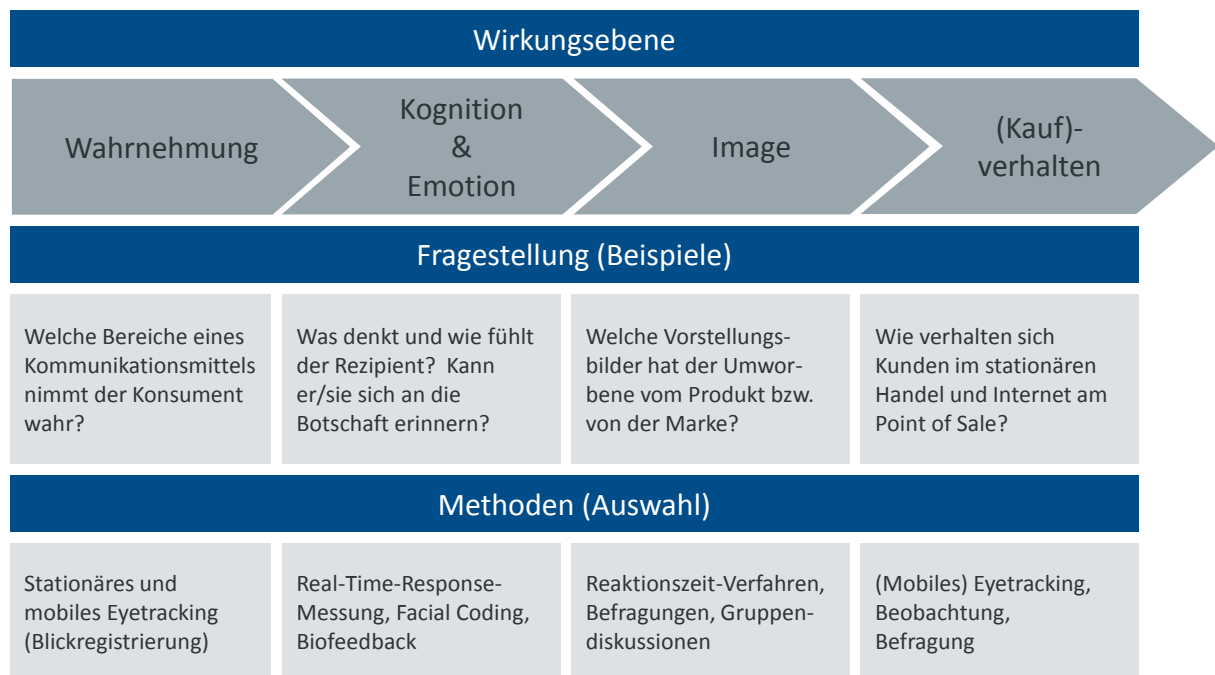 Wirkungsebene
Wahrnehmung
Kognition
&
Emotion
Image
(Kauf)-
verhalten
Fragestellung (Beispiele)
Welche Bereiche eines
Kommunikationsmittels
nimmt der Konsument
wahr?
Was denkt und wie fühlt
der Rezipient? Kann
er/sie sich an die
Botschaft erinnern?
Welche Vorstellungs-
bilder hat der Umwor-
bene vom Produkt bzw.
von der Marke?
Wie verhalten sich
Kunden im stationären
Handel und Internet am
Point of Sale?
Methoden (Auswahl)
Stationäres und
mobiles Eyetracking
(Blickregistrierung)
Real-Time-Response-
Messung, Facial Coding,
Biofeedback
Reaktionszeit-Verfahren,
Befragungen, Gruppen-
diskussionen
(Mobiles) Eyetracking,
Beobachtung,
Befragung